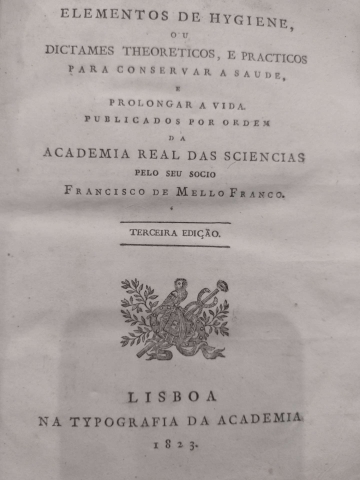 ELEMENTOS DE HYGIENE,
OU
DICTAMES THEORETICOS, E PRACTICOS
PARA CONSERVAR A SAUDE,
E
PROLONGAR A VIDA.
PUBLICADOS POR ORDEM
DA
ACADEMIA REAL DAS SCIENCIAS
PELO SEU SOCIO
FRANCISCO DE MELLO FRANCO.
TERCEIRA EDIÇÃO.
LISBOA
NA TYPOGRAFIA DA ACADEMIA
1823.